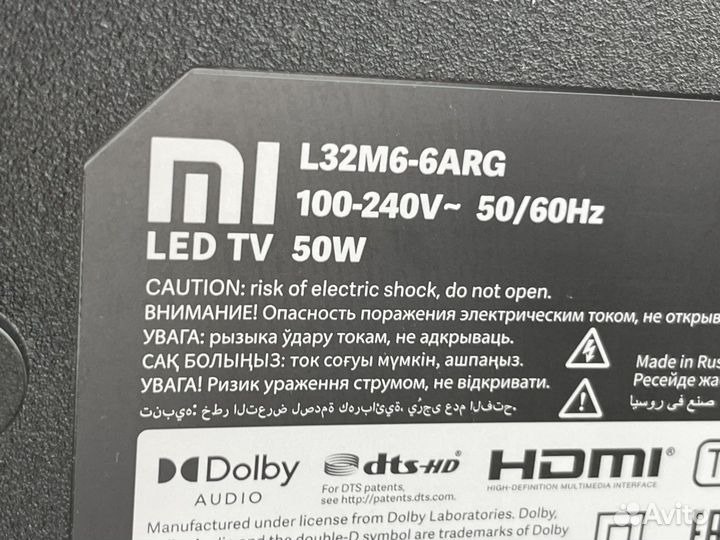 mi
L32M6-6ARG
100-240V~ 50/60Hz
LED TV 50W
CAUTION: risk of electric shock, do not open.
ВНИМАНИЕ! Опасность поражения электрическим током, не открыв
УВАГА: рызыка ўдару токам, не адкрываць.
САҚ БОЛЫҢЫЗ: ток соғуы мүмкін, ашпаңыз.
УВАГА! Ризик ураження струмом, не відкривати.
تنبيه: خطر التعرض لصدمة كهربائية، يُرجى عدم الفتح.
Made in Rus
Ресейде жа
صنع في روسيا
Dolby
AUDIO
dts-HD
For DTS patents,
see http://patents.dts.com.
HDMI
HIGH-DEFINITION MULTIMEDIA INTERFACE
T
Manufactured under license from Dolby Laboratories. Dolby,
and the double-D symbol are trademarks of Dolby
Avito